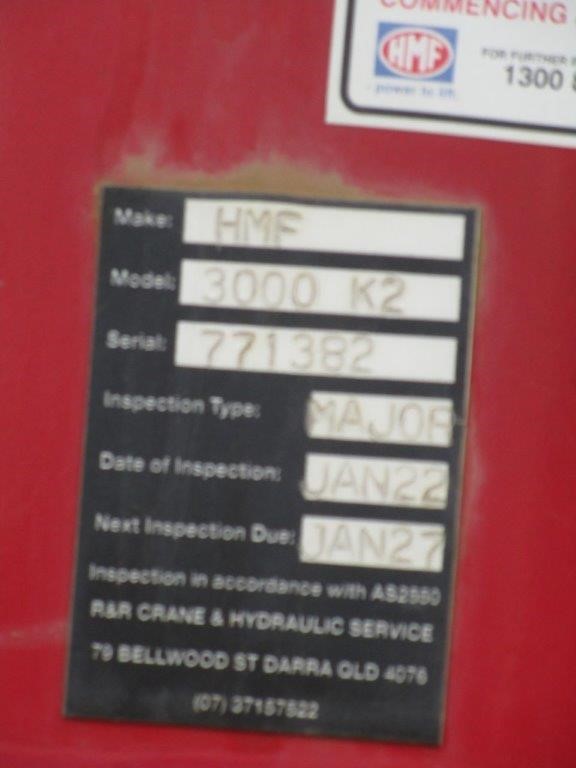 COMMENCING
HMF
power to lift.
FOR FURTHER
1300
Make: HMF
Model: 3000 K2
Serial: 771382
Inspection Type: MAJOR
Date of Inspection: JAN22
Next Inspection Due: JAN27
Inspection in accordance with AS2550
R&R CRANE & HYDRAULIC SERVICE
79 BELLWOOD ST DARRA QLD 4076
(07) 37157522